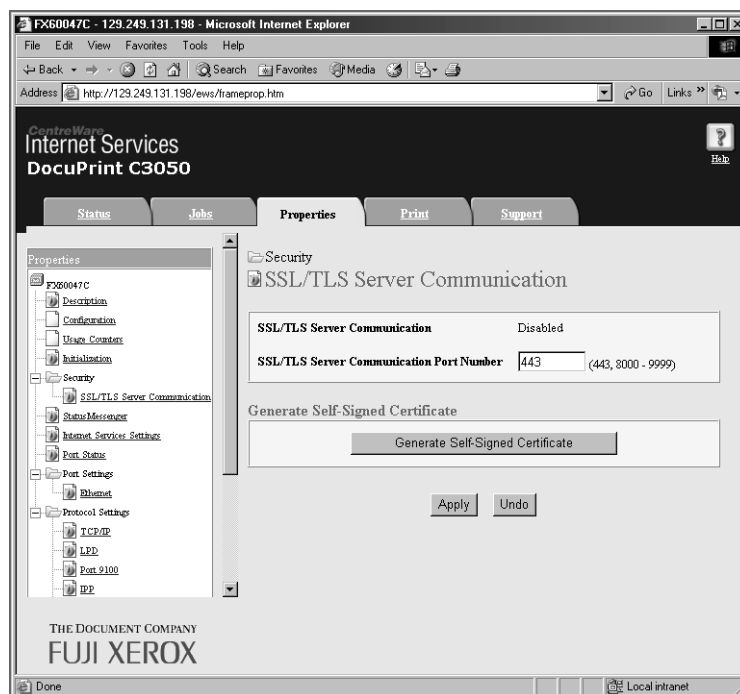 FX60047C - 129.249.131.198 - Microsoft Internet Explorer
File Edit View Favorites Tools Help
Back Search Favorites Media
Address http://129.249.131.198/ews/frameprop.htm Go Links »
CentreWare
Internet Services
DocuPrint C3050
Help
Status Jobs Properties Print Support
Properties
FX60047C
Description
Configuration
Usage Counters
Initialization
Security
SSL/TLS Server Communication
StatusMessenger
Internet Services Settings
Port Status
Port Settings
Ethernet
Protocol Settings
TCP/IP
LPD
Port 9100
IPP
Security
SSL/TLS Server Communication
SSL/TLS Server Communication Disabled
SSL/TLS Server Communication Port Number 443 (443, 8000 - 9999)
Generate Self-Signed Certificate
Generate Self-Signed Certificate
Apply Undo
THE DOCUMENT COMPANY
FUJI XEROX
Done Local intranet